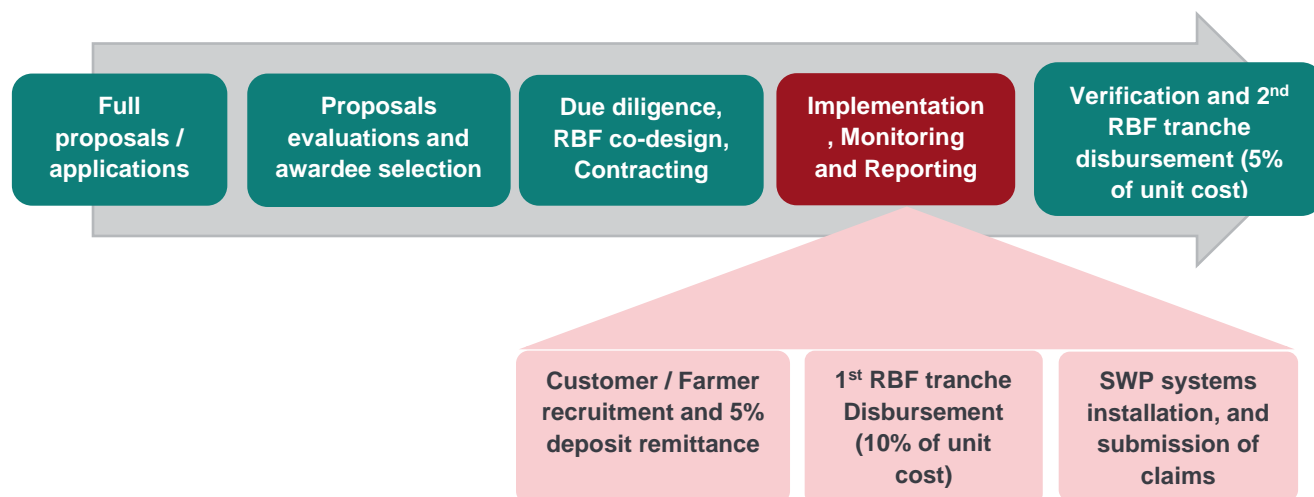 Full
proposals /
applications
Proposals
evaluations and
awardee selection
Due diligence,
RBF co-design,
Contracting
Implementation
, Monitoring
and Reporting
Verification and 2nd
RBF tranche
disbursement (5%
of unit cost)
Customer / Farmer
recruitment and 5%
deposit remittance
1st RBF tranche
Disbursement
(10% of unit
cost)
SWP systems
installation, and
submission of
claims